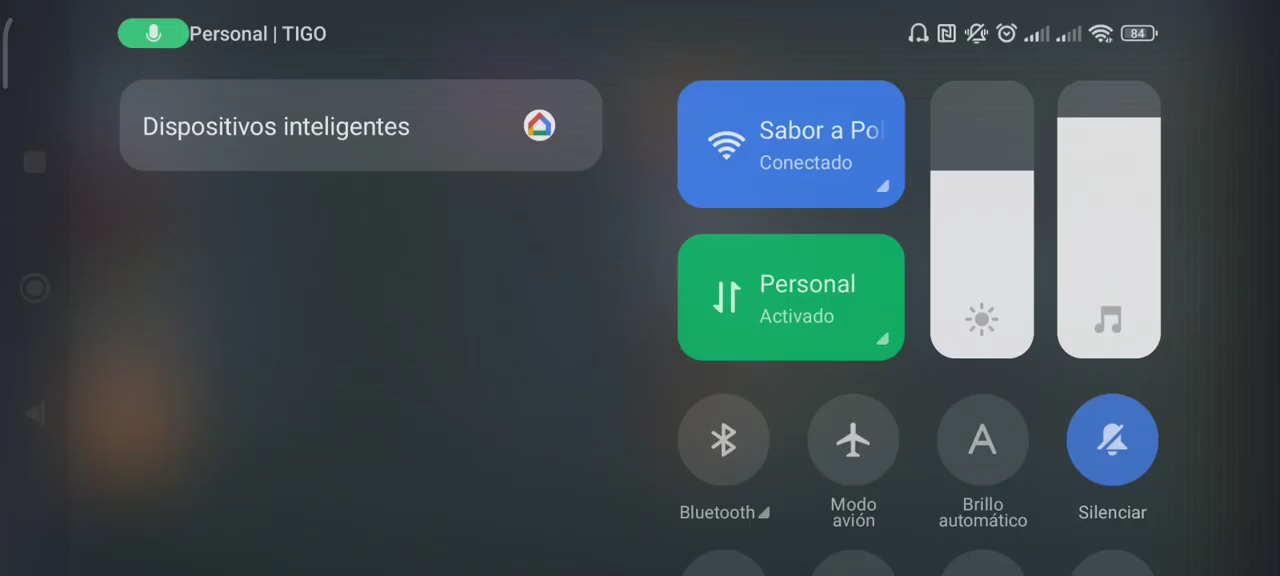 Personal | TIGO
84
Dispositivos inteligentes
Sabor a Pol
Conectado
Personal
Activado
A
Bluetooth
Modo
avión
Brillo
automático
Silenciar